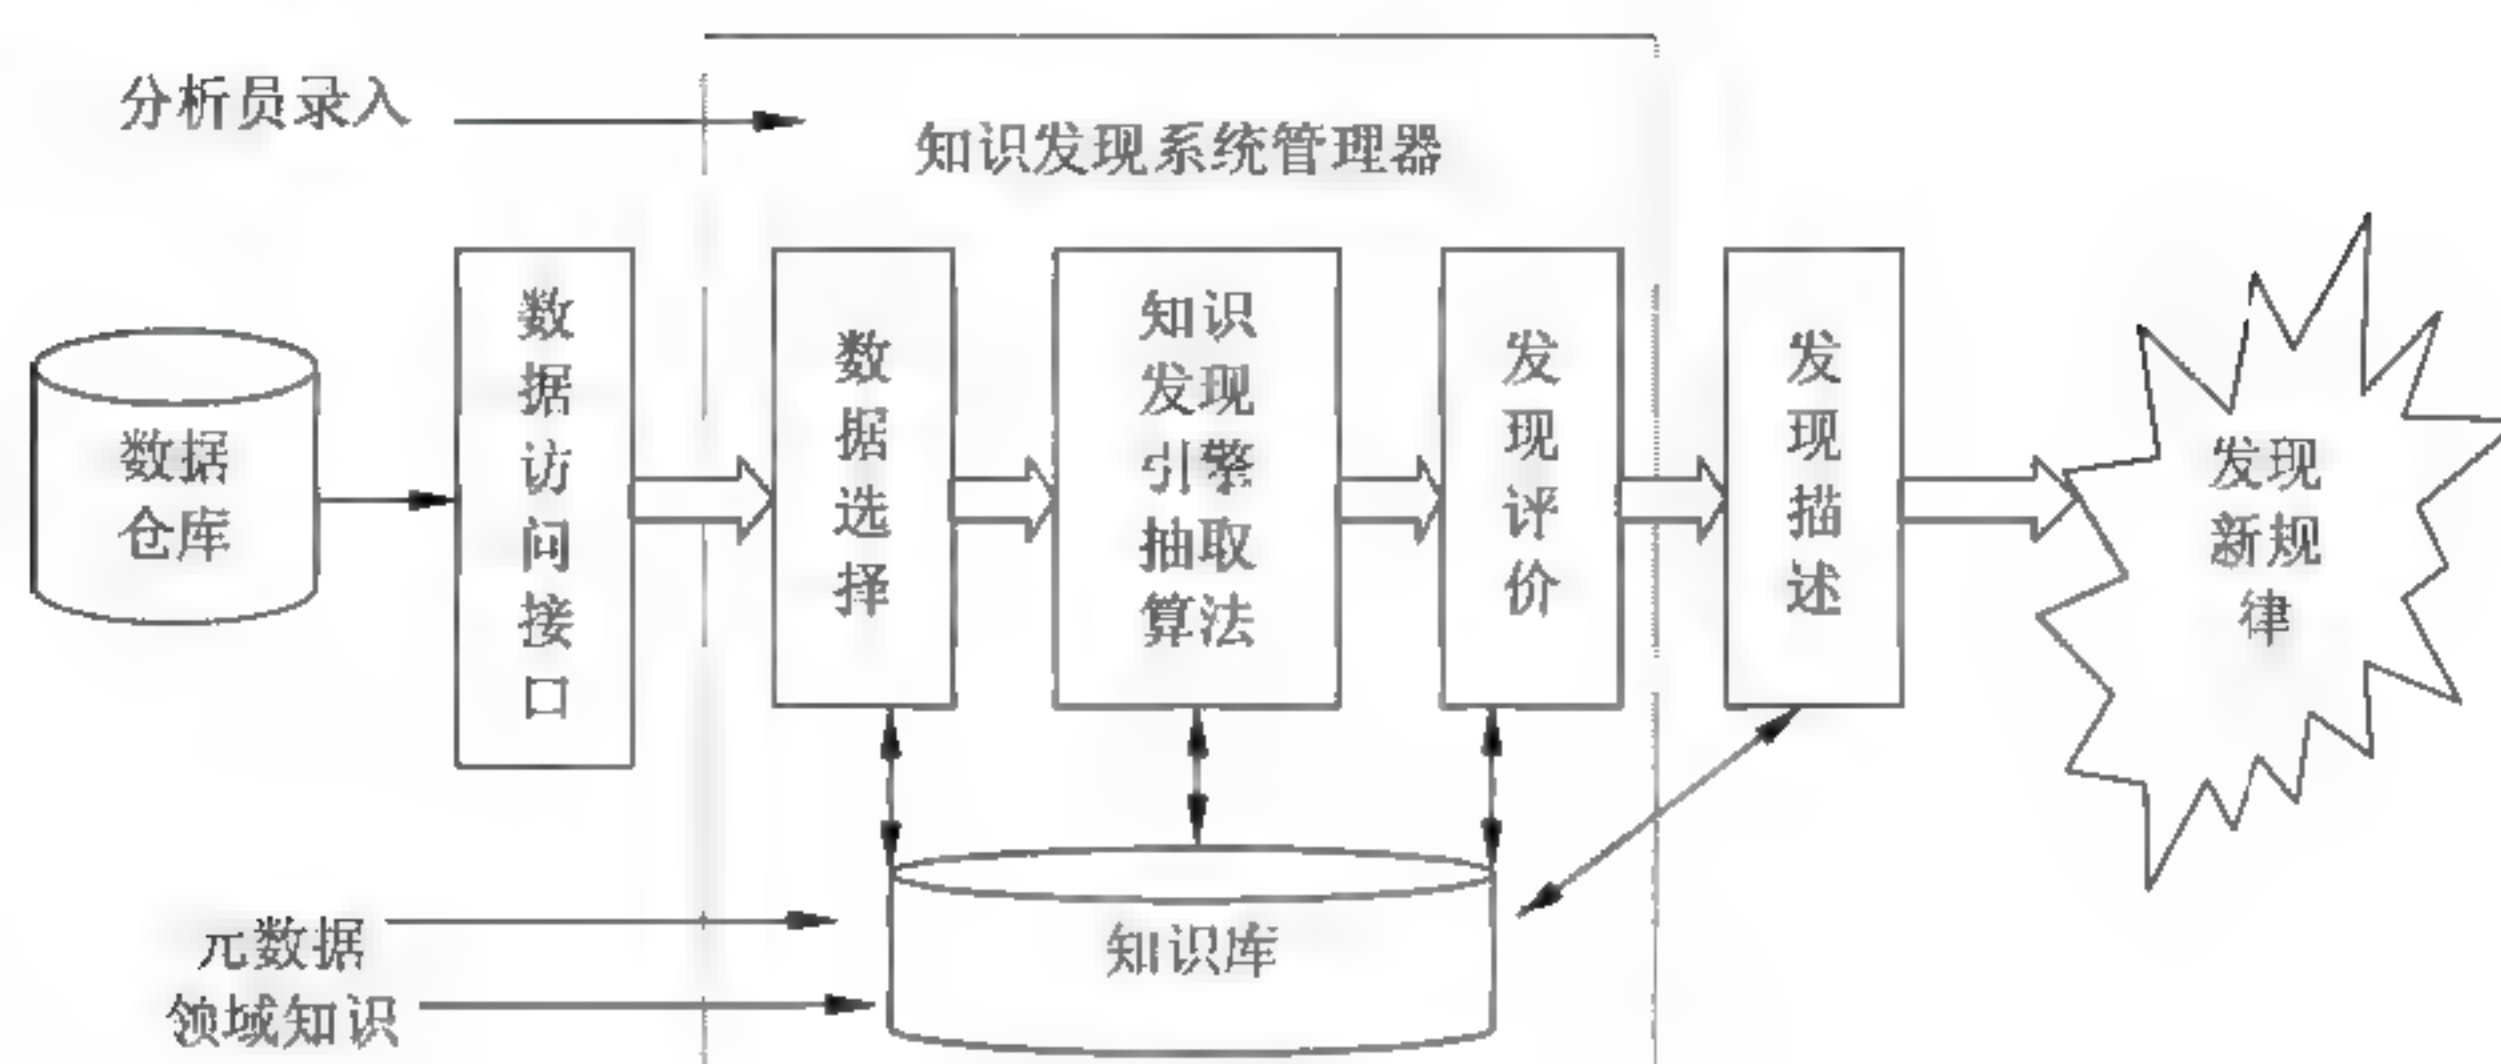 分析员录入
知识发现系统管理器
数据
仓库
数
据
访
问
接
口
数
据
选
择
知识
发现
引擎
抽取
算法
发
现
评
价
发
现
描
述
发现
新规
律
元数据
领域知识
知识库